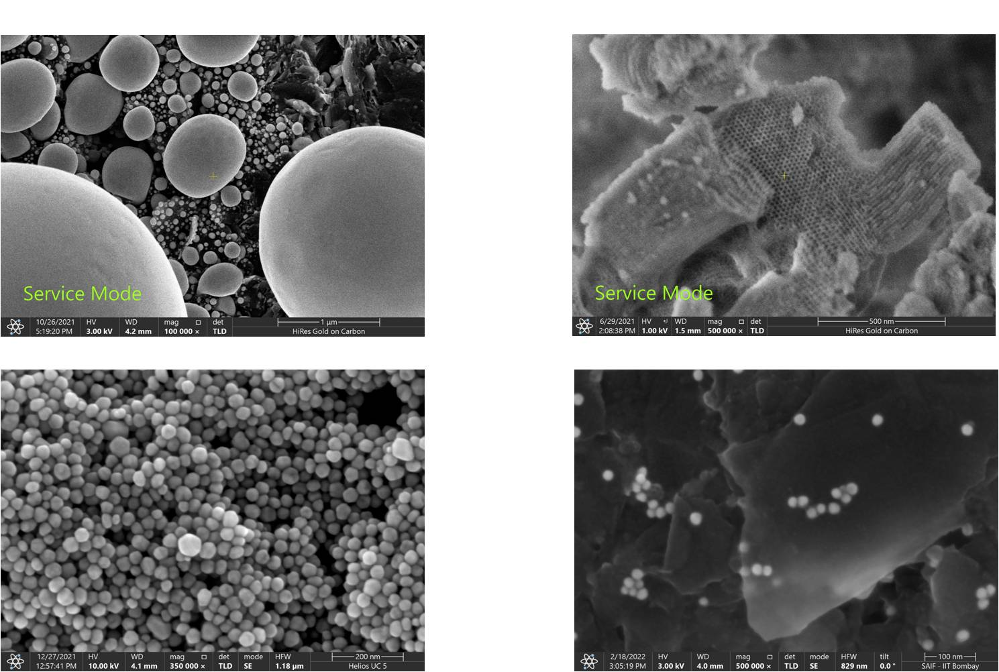 Service Mode
10/26/2021 HV WD mag □ det 1 µm
5:19:20 PM 3.00 kV 4.2 mm 100 000 x TLD HiRes Gold on Carbon
Service Mode
6/29/2021 HV WD mag □ det 500 nm
2:08:38 PM 1.00 kV 1.5 mm 500 000 x TLD HiRes Gold on Carbon
12/27/2021 HV WD mag □ det mode HFW 200 nm
12:57:41 PM 10.00 kV 4.1 mm 350 000 x TLD SE 1.18 µm Helios UC 5
2/18/2022 HV WD mag □ det mode HFW tilt 100 nm
3:05:19 PM 3.00 kV 4.0 mm 500 000 x TLD SE 829 nm 0.0 ° SAIF - IIT Bombay